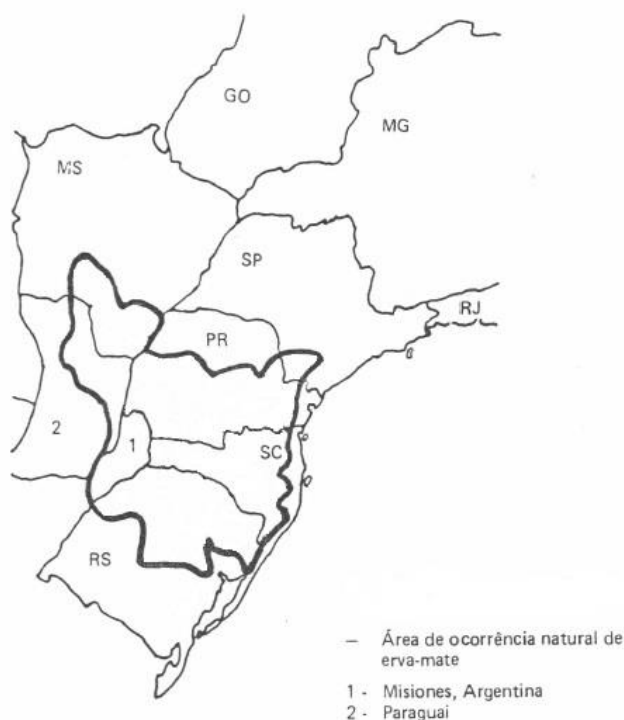 GO
MG
MS
SP
RJ
PR
2
1
SC
RS
— Área de ocorrência natural de
erva-mate
1 - Misiones, Argentina
2 - Paraguai